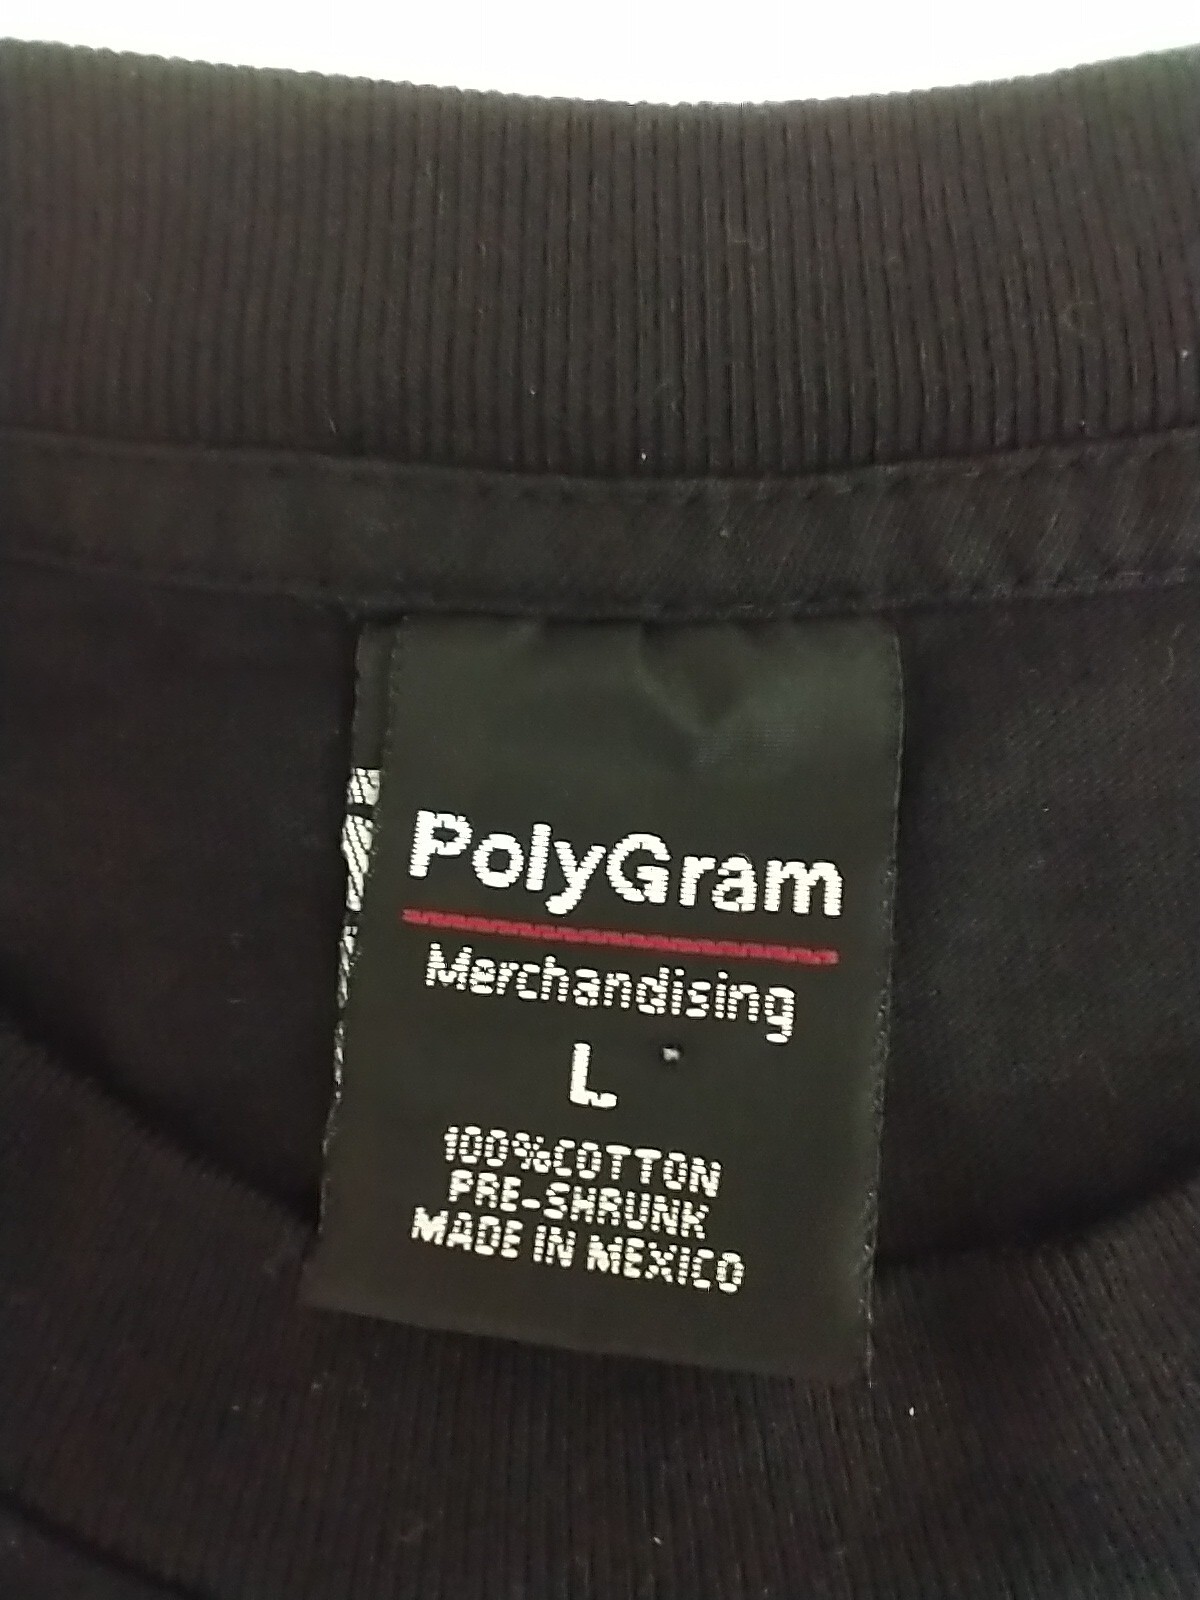 PolyGram
Merchandising
L
100%COTTON
PRE-SHRUNK
MADE IN MEXICO